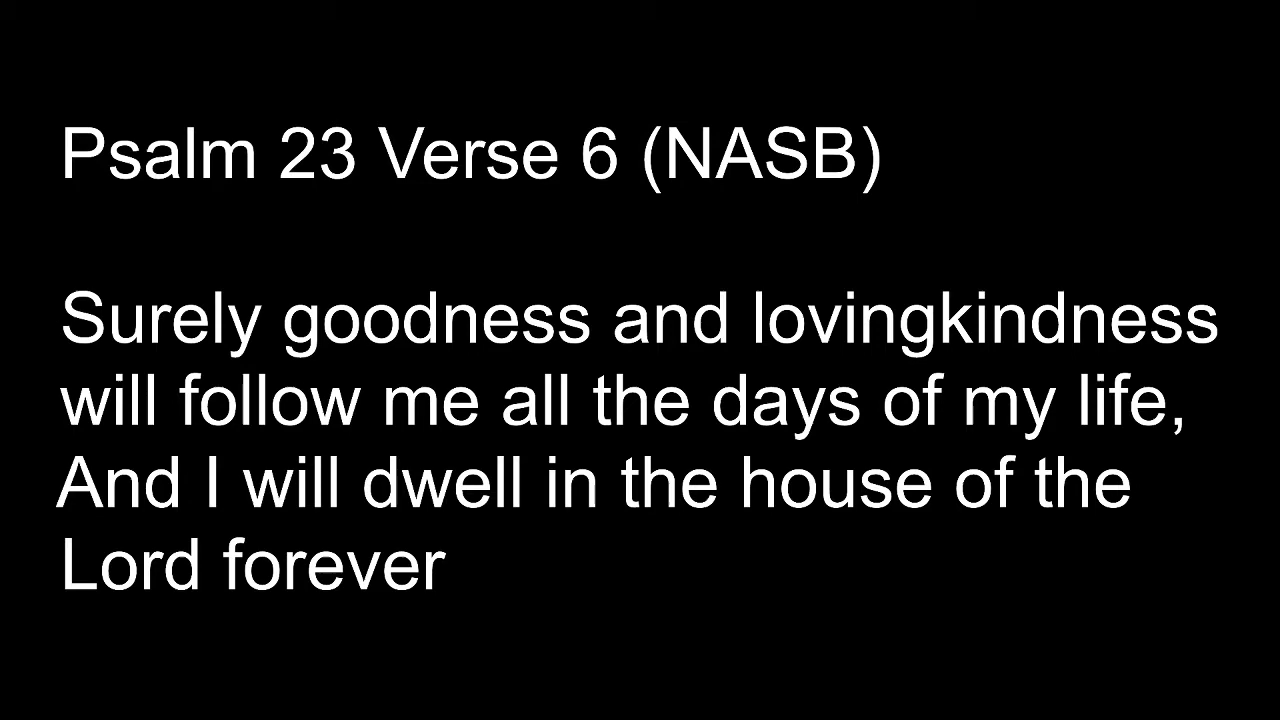 Psalm 23 Verse 6 (NASB)
Surely goodness and lovingkindness
will follow me all the days of my life,
And I will dwell in the house of the
Lord forever